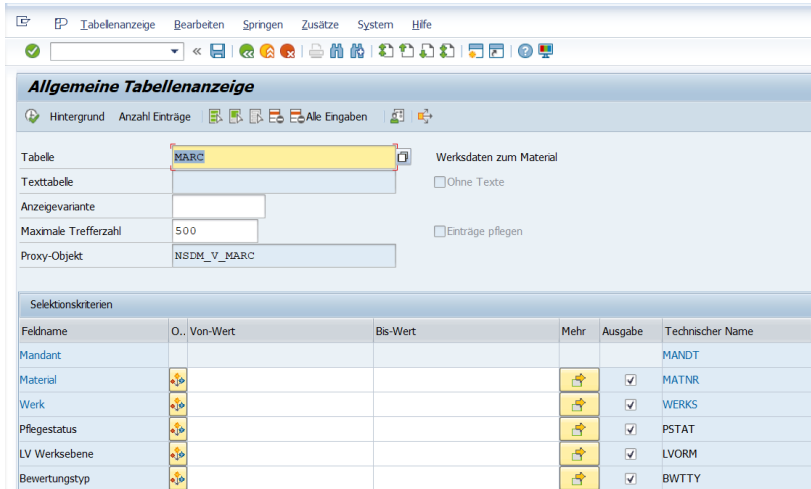 Tabellenanzeige Bearbeiten Springen Zusätze System Hilfe
Allgemeine Tabellenanzeige
Hintergrund Anzahl Einträge Alle Eingaben
Tabelle MARC Werksdaten zum Material
Texttabelle Ohne Texte
Anzeigevariante
Maximale Trefferzahl 500 Einträge pflegen
Proxy-Objekt NSDM_V_MARC
Selektionskriterien
Feldname O.. Von-Wert Bis-Wert Mehr Ausgabe Technischer Name
Mandant MANDT
Material MATNR
Werk WERKS
Pflegestatus PSTAT
LV Werksebene LVORM
Bewertungstyp BWTTY